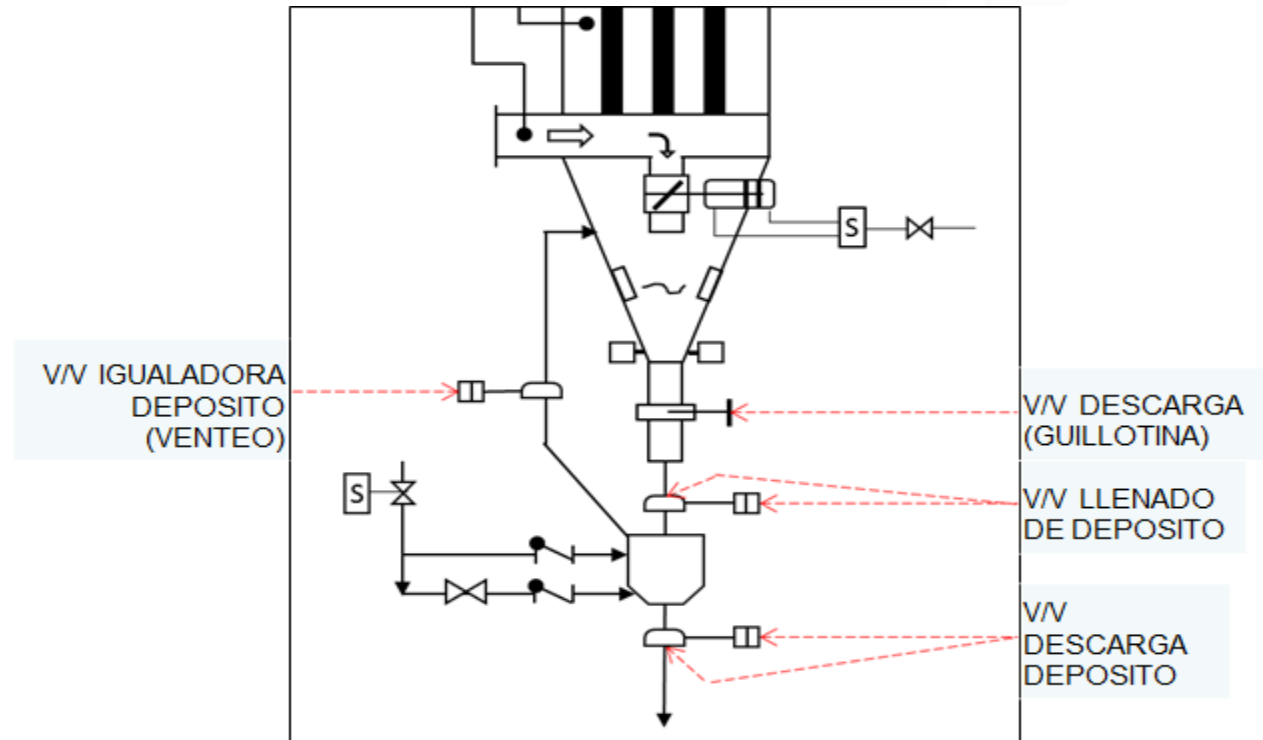 S
V/V IGUALADORA
DEPOSITO
(VENTEO)
V/V DESCARGA
(GUILLOTINA)
S
V/V LLENADO
DE DEPOSITO
V/V
DESCARGA
DEPOSITO